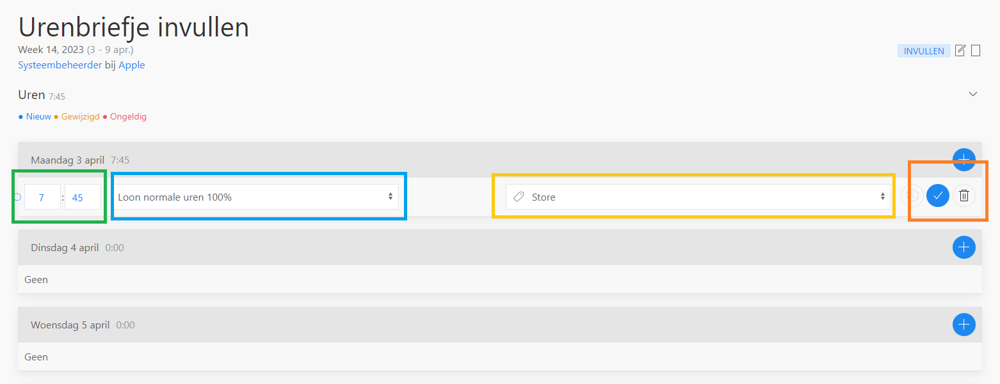 Urenbriefje invullen
Week 14, 2023 (3 - 9 apr.)
INVULLEN
Systeembeheerder bij Apple
Uren 7:45
● Nieuw ● Gewijzigd ● Ongeldig
Maandag 3 april 7:45
7 : 45 Loon normale uren 100% Store
Dinsdag 4 april 0:00
Geen
Woensdag 5 april 0:00
Geen